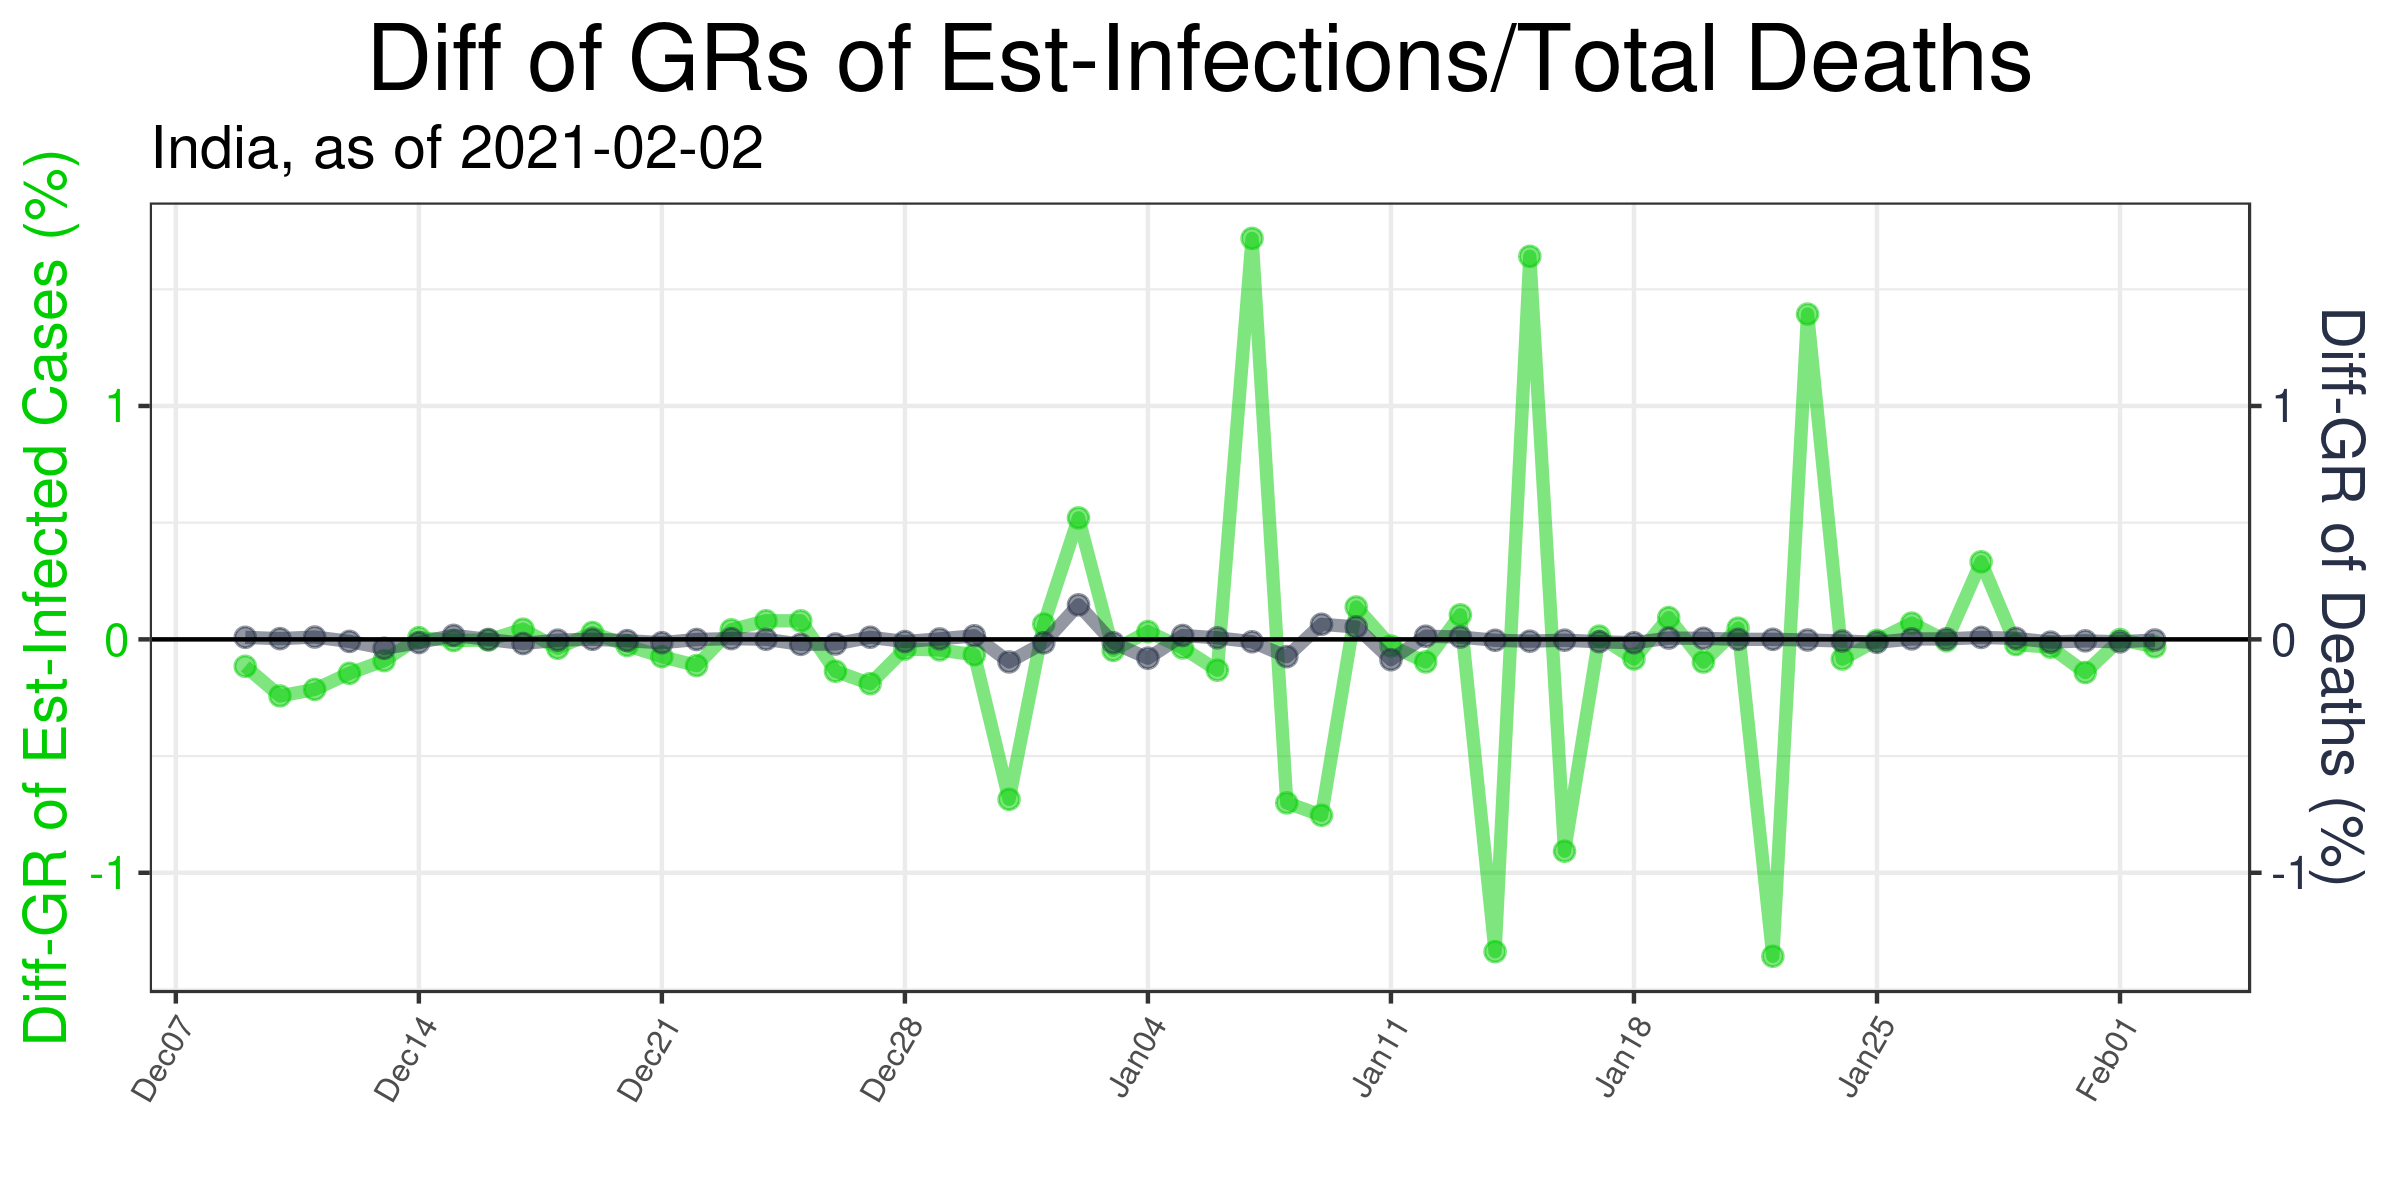 Diff of GRs of Est-Infections/Total Deaths
India, as of 2021-02-02
Diff-GR of Est-Infected Cases (%)
1
0
-1
1
0
-1
Diff-GR of Deaths (%)
Dec07
Dec14
Dec21
Dec28
Jan04
Jan11
Jan18
Jan25
Feb01